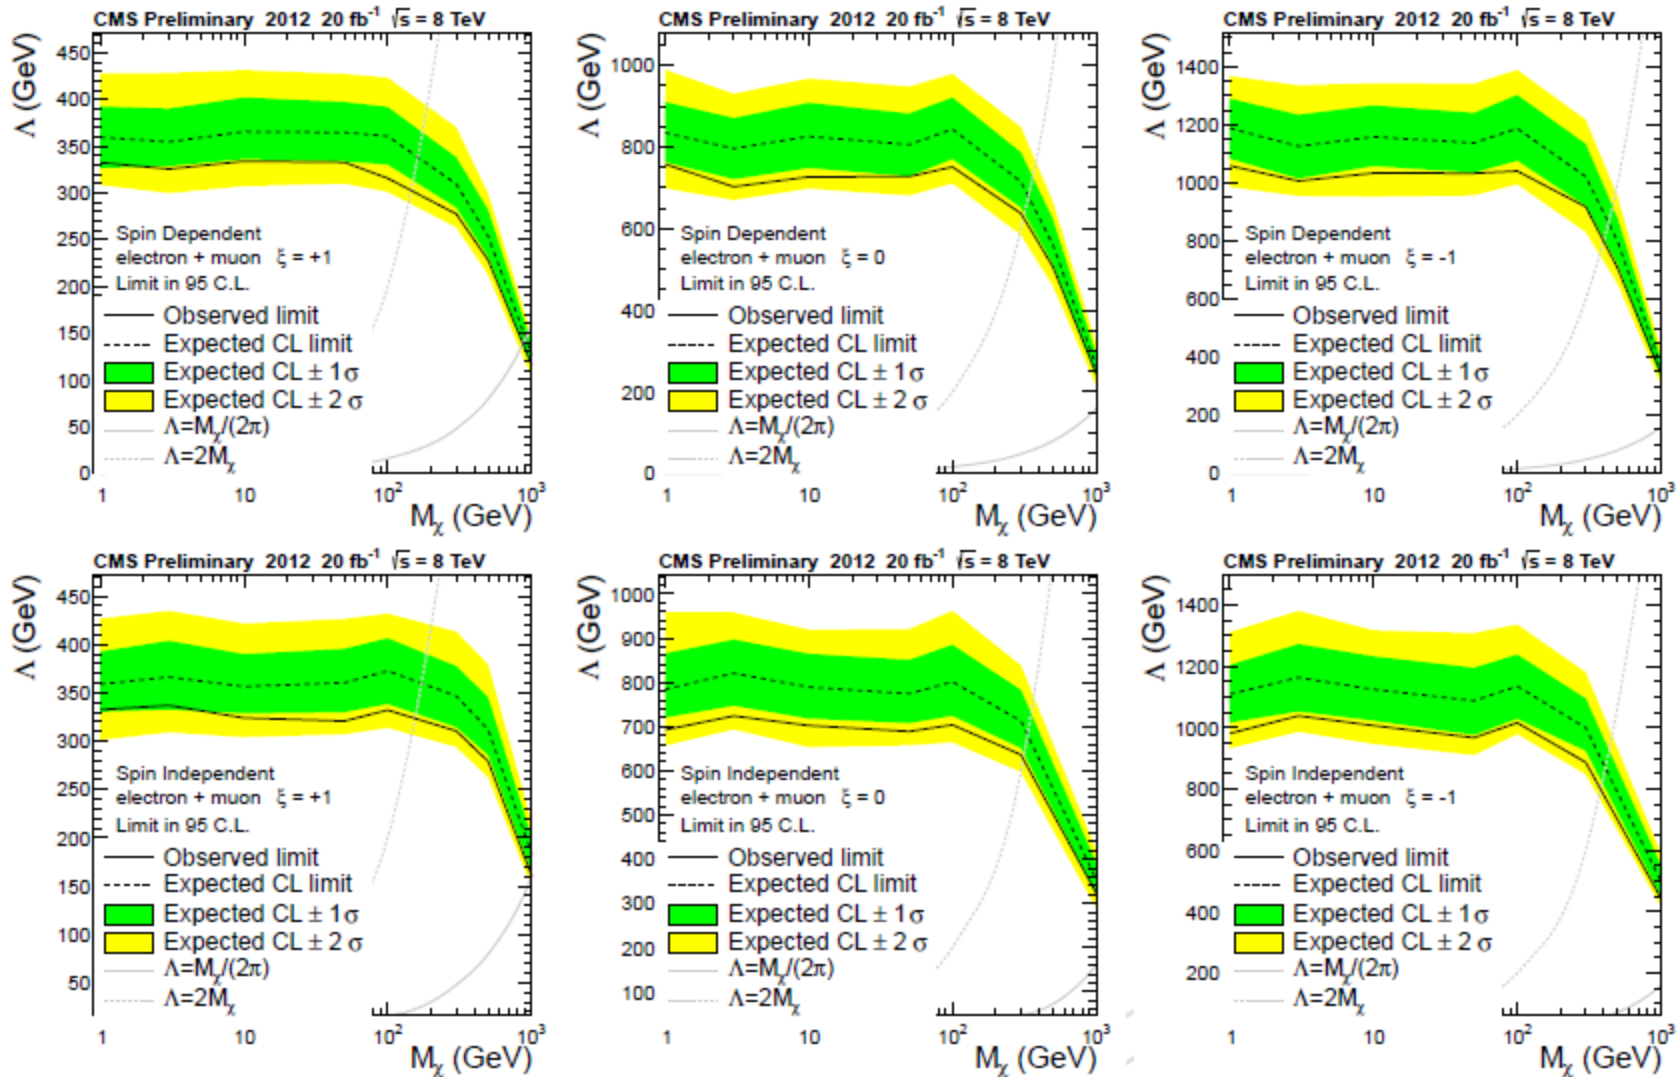 CMS Preliminary 2012 20 fb⁻¹ √s = 8 TeV
Λ (GeV)
450
400
350
300
250
200
150
100
50
0
Spin Dependent
electron + muon ξ = +1
Limit in 95 C.L.
Observed limit
Expected CL limit
Expected CL ± 1σ
Expected CL ± 2 σ
Λ=Mχ/(2π)
Λ=2Mχ
1 10 10² 10³
Mχ (GeV)
CMS Preliminary 2012 20 fb⁻¹ √s = 8 TeV
Λ (GeV)
1000
800
600
400
200
0
Spin Dependent
electron + muon ξ = 0
Limit in 95 C.L.
Observed limit
Expected CL limit
Expected CL ± 1σ
Expected CL ± 2 σ
Λ=Mχ/(2π)
Λ=2Mχ
1 10 10² 10³
Mχ (GeV)
CMS Preliminary 2012 20 fb⁻¹ √s = 8 TeV
Λ (GeV)
1400
1200
1000
800
600
400
200
0
Spin Dependent
electron + muon ξ = -1
Limit in 95 C.L.
Observed limit
Expected CL limit
Expected CL ± 1σ
Expected CL ± 2 σ
Λ=Mχ/(2π)
Λ=2Mχ
1 10 10² 10³
Mχ (GeV)
CMS Preliminary 2012 20 fb⁻¹ √s = 8 TeV
Λ (GeV)
450
400
350
300
250
200
150
100
50
Spin Independent
electron + muon ξ = +1
Limit in 95 C.L.
Observed limit
Expected CL limit
Expected CL ± 1σ
Expected CL ± 2 σ
Λ=Mχ/(2π)
Λ=2Mχ
1 10 10² 10³
Mχ (GeV)
CMS Preliminary 2012 20 fb⁻¹ √s = 8 TeV
Λ (GeV)
1000
900
800
700
600
500
400
300
200
100
Spin Independent
electron + muon ξ = 0
Limit in 95 C.L.
Observed limit
Expected CL limit
Expected CL ± 1σ
Expected CL ± 2 σ
Λ=Mχ/(2π)
Λ=2Mχ
1 10 10² 10³
Mχ (GeV)
CMS Preliminary 2012 20 fb⁻¹ √s = 8 TeV
Λ (GeV)
1400
1200
1000
800
600
400
200
Spin Independent
electron + muon ξ = -1
Limit in 95 C.L.
Observed limit
Expected CL limit
Expected CL ± 1σ
Expected CL ± 2 σ
Λ=Mχ/(2π)
Λ=2Mχ
1 10 10² 10³
Mχ (GeV)